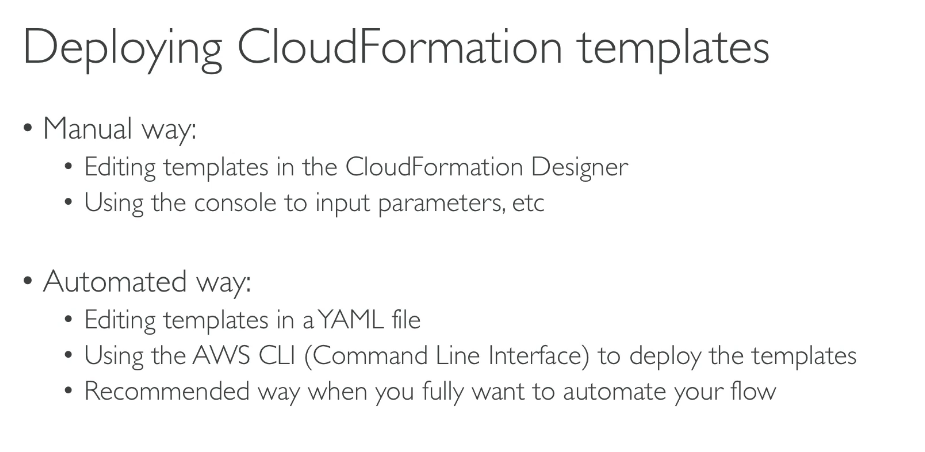 Deploying CloudFormation templates
• Manual way:
• Editing templates in the CloudFormation Designer
• Using the console to input parameters, etc
• Automated way:
• Editing templates in a YAML file
• Using the AWS CLI (Command Line Interface) to deploy the templates
• Recommended way when you fully want to automate your flow